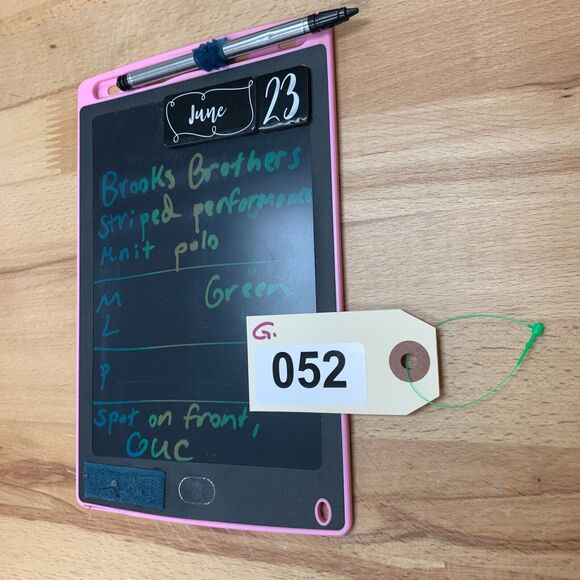 June 23
Brooks Brothers
Striped performance
Knit polo
M Green
L
P
Spot on front,
GUC
G.
052